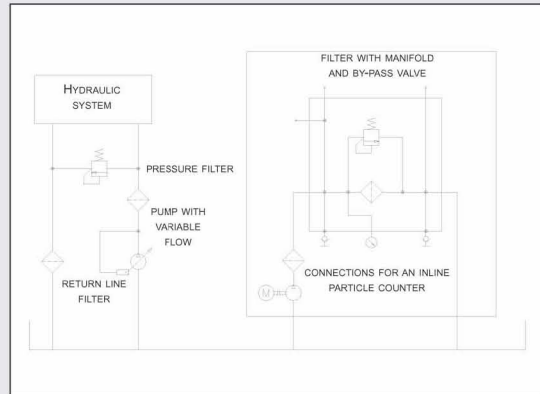 HYDRAULIC
SYSTEM
PRESSURE FILTER
PUMP WITH
VARIABLE
FLOW
RETURN LINE
FILTER
FILTER WITH MANIFOLD
AND BY-PASS VALVE
CONNECTIONS FOR AN INLINE
PARTICLE COUNTER
M